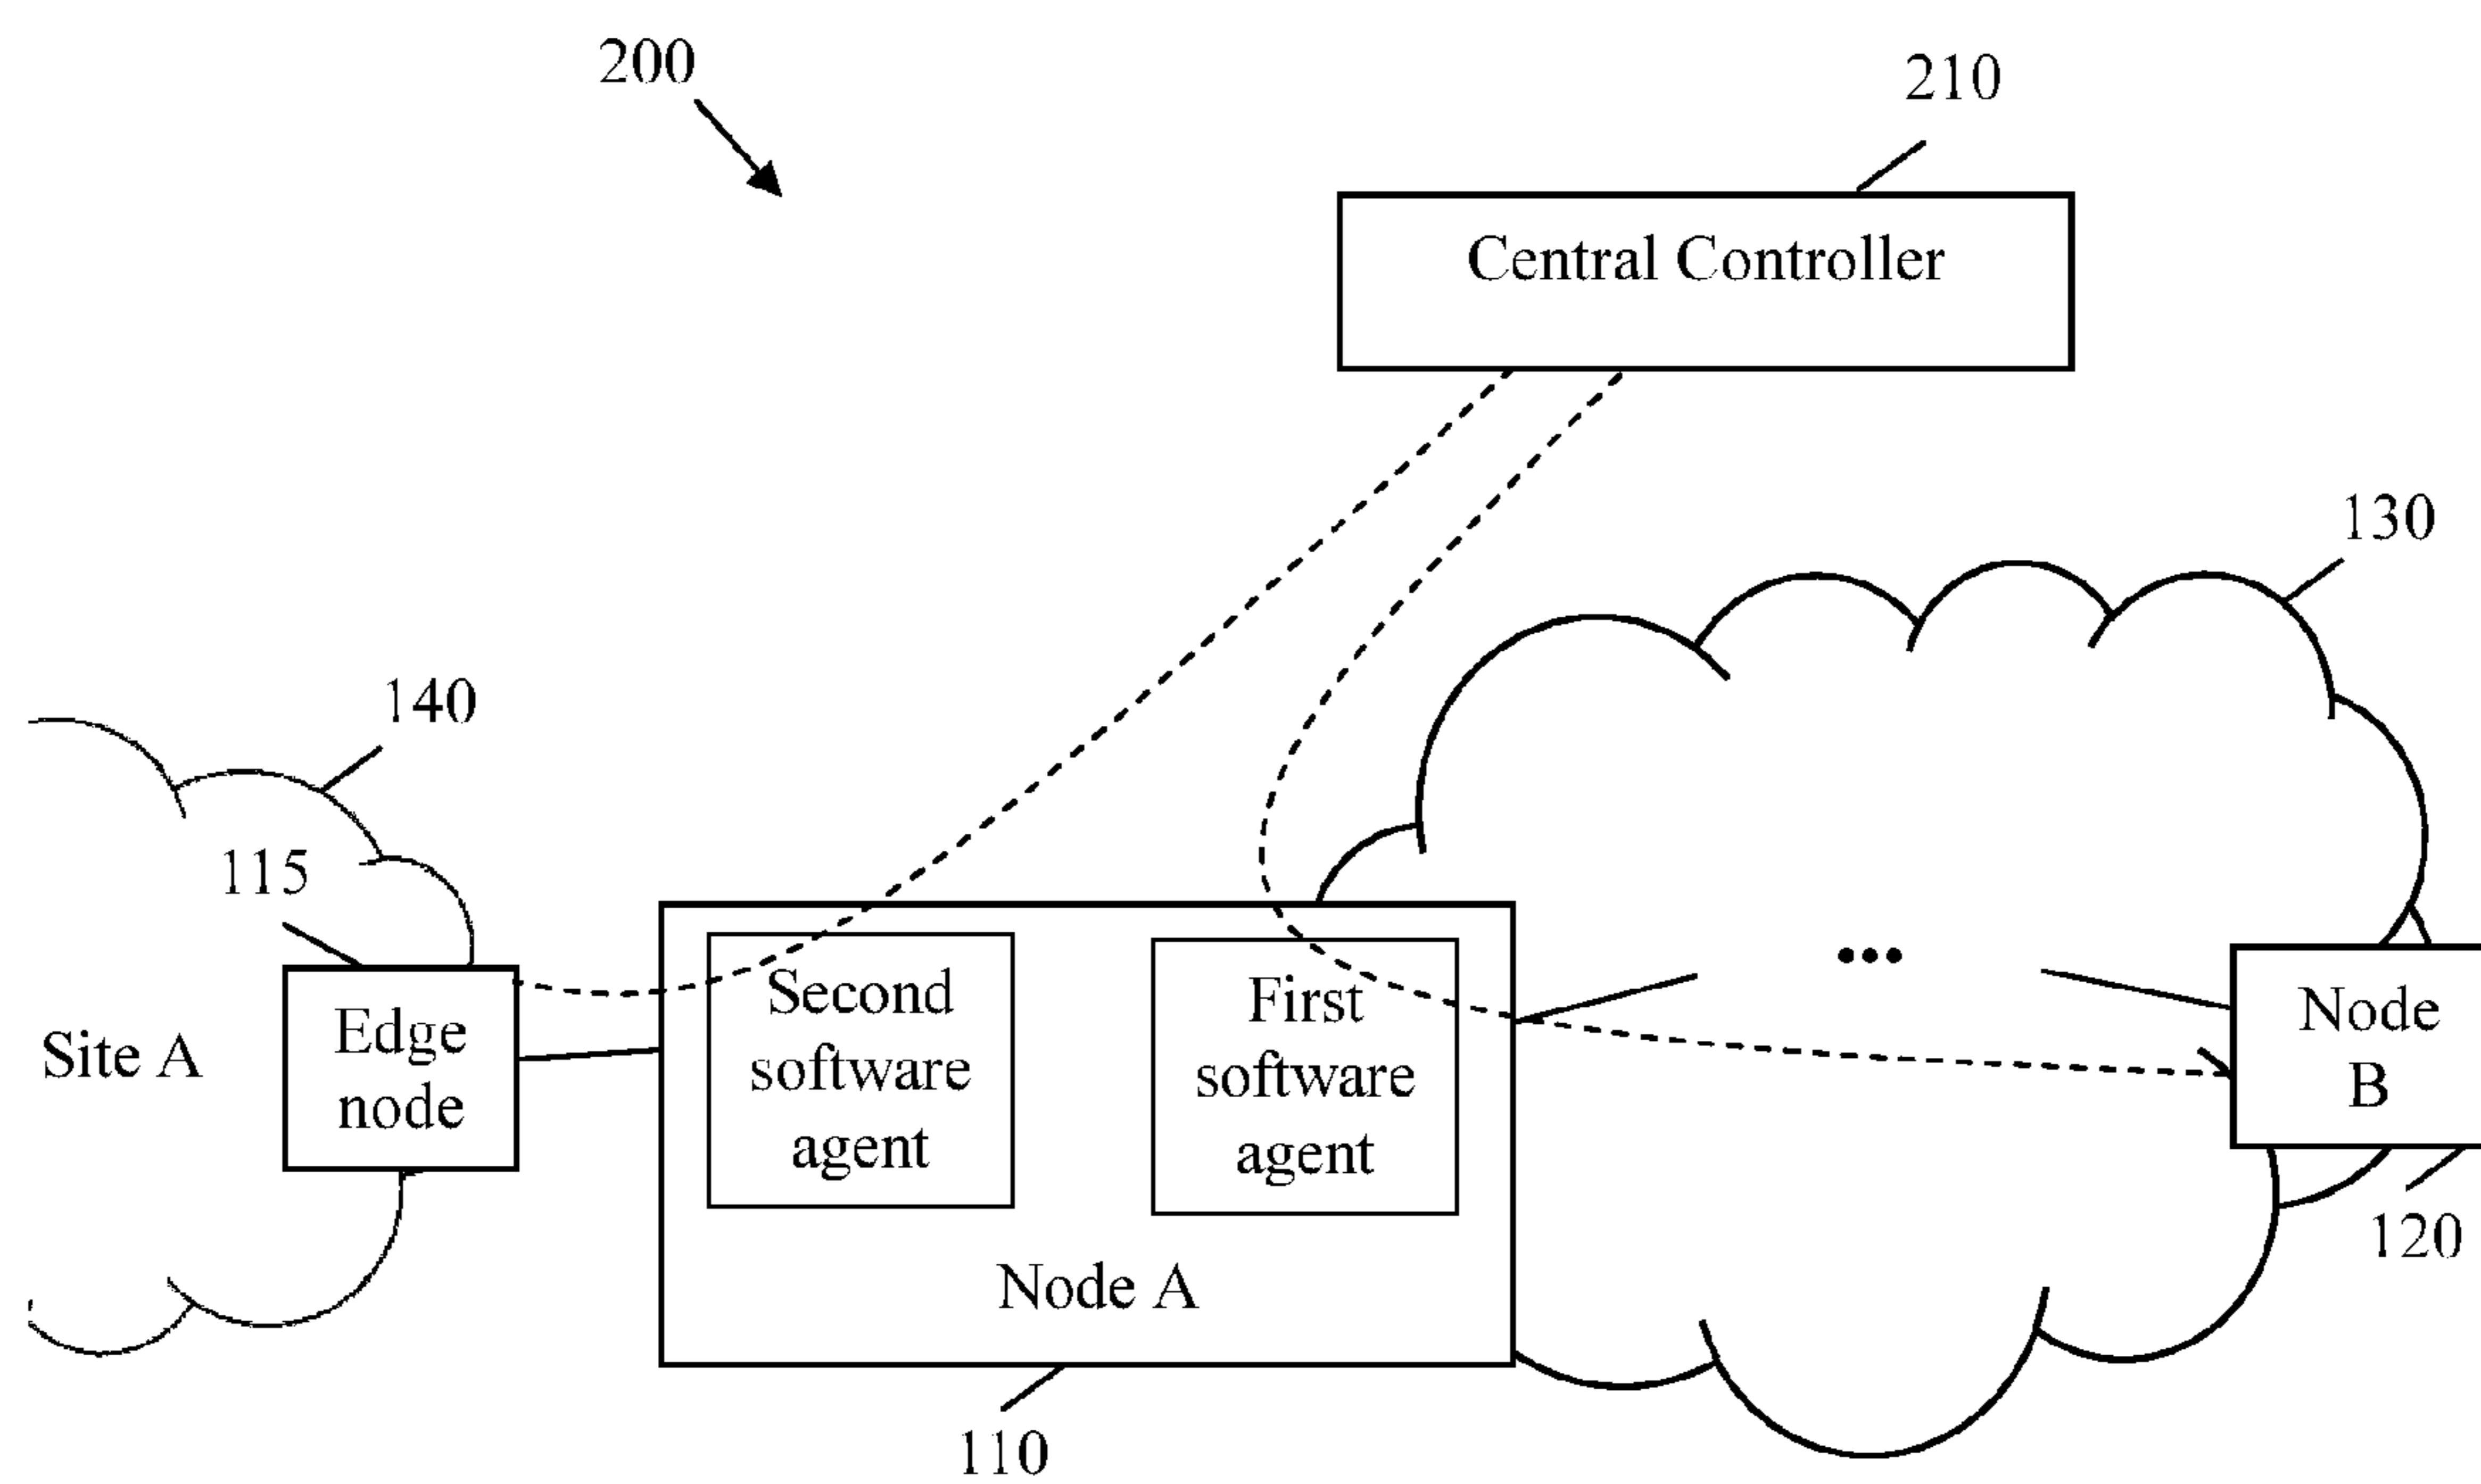 200
210
Central Controller
130
140
115
Site A
Edge
node
Second
software
agent
First
software
agent
Node A
Node
B
120
110